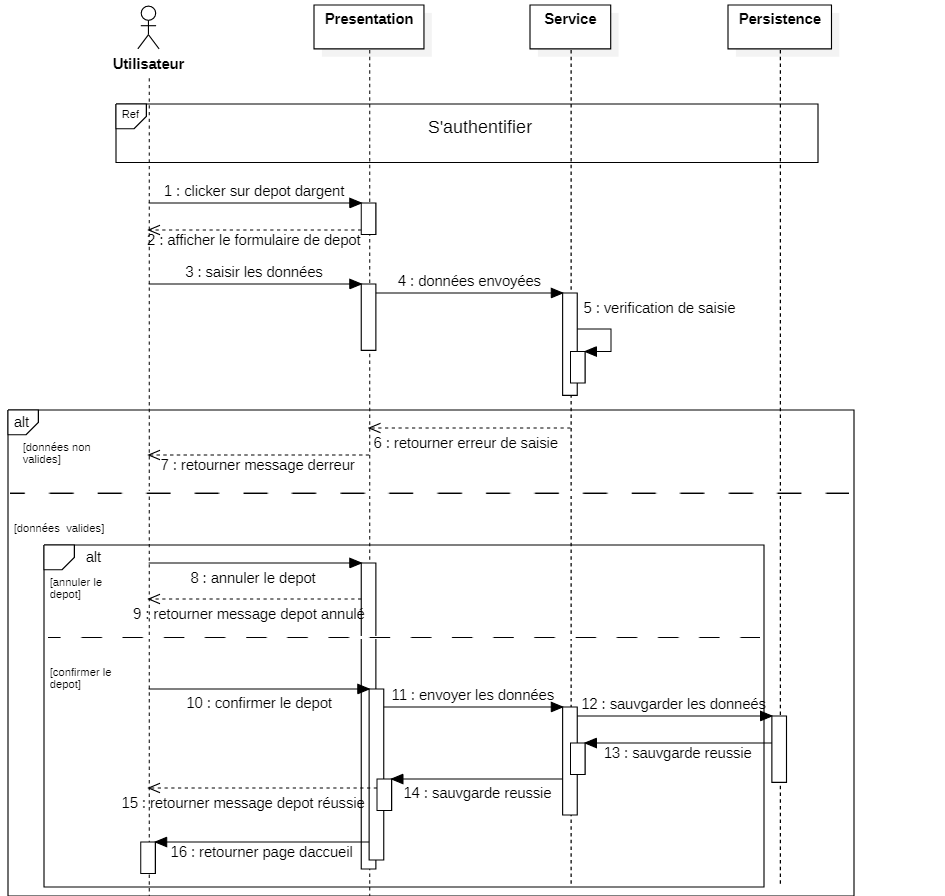 Presentation
Service
Persistence
Utilisateur
Ref
S'authentifier
1 : clicker sur depot dargent
2 : afficher le formulaire de depot
3 : saisir les données
4 : données envoyées
5 : verification de saisie
alt
[données non
valides]
6 : retourner erreur de saisie
7 : retourner message derreur
[données  valides]
alt
[annuler le
depot]
8 : annuler le depot
9 : retourner message depot annulé
[confirmer le
depot]
10 : confirmer le depot
11 : envoyer les données
12 : sauvgarder les donneés
13 : sauvgarde reussie
14 : sauvgarde reussie
15 : retourner message depot réussie
16 : retourner page daccueil